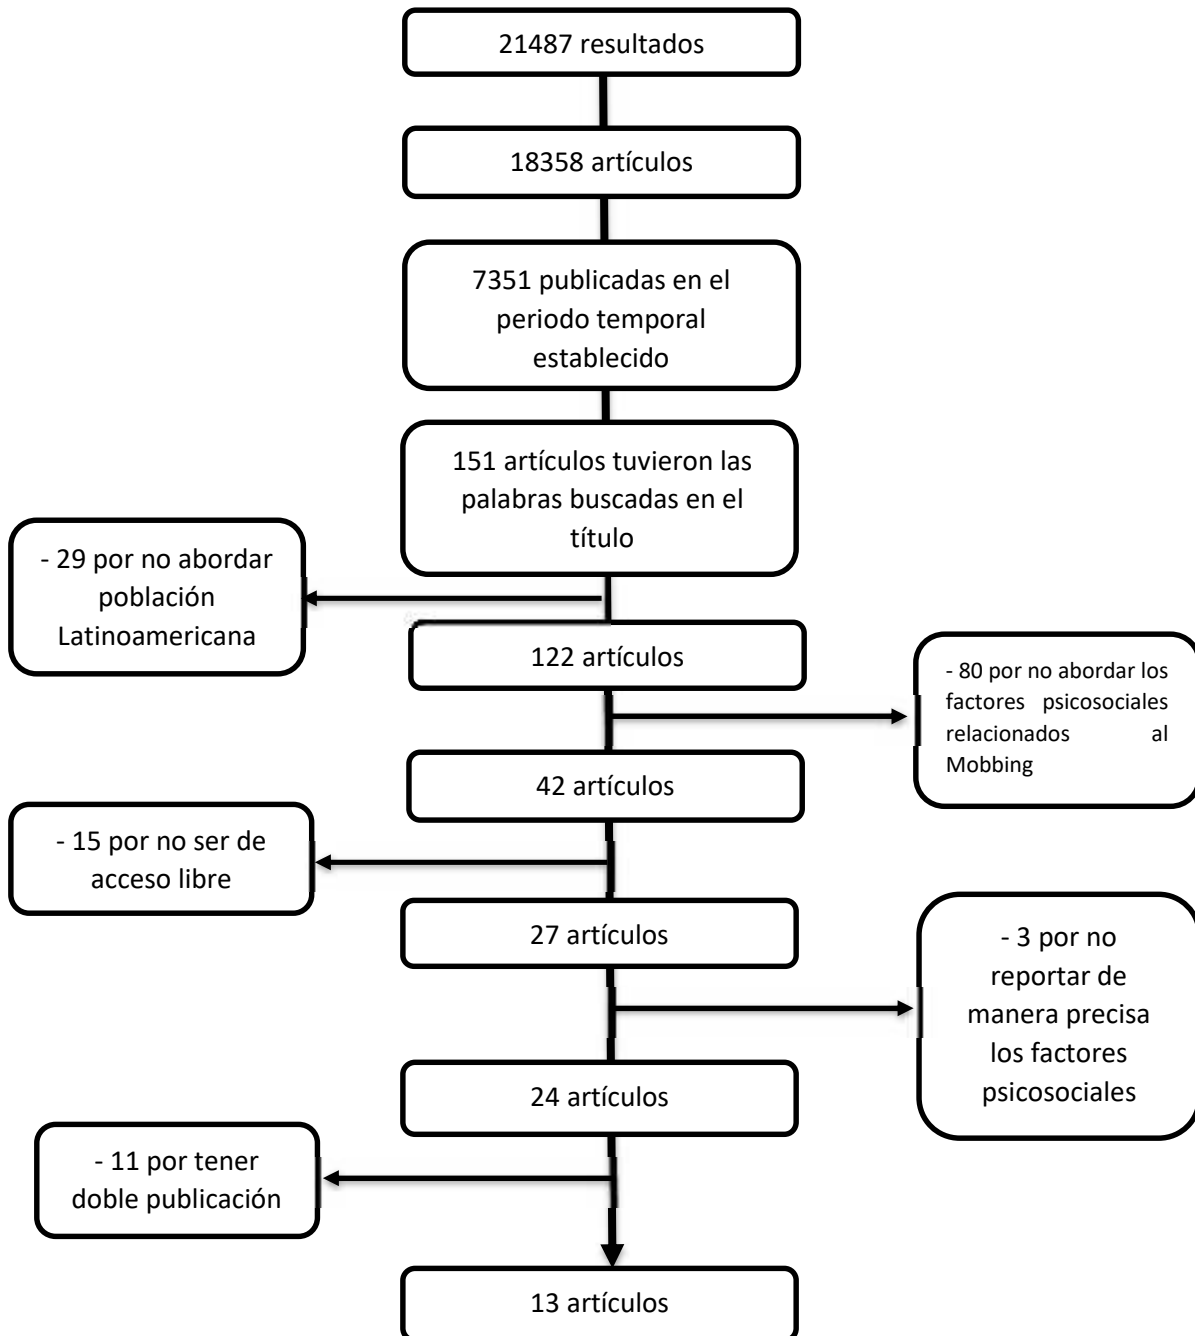 21487 resultados
18358 artículos
7351 publicadas en el
periodo temporal
establecido
151 artículos tuvieron las
palabras buscadas en el
título
- 29 por no abordar
población
Latinoamericana
122 artículos
- 80 por no abordar los
factores psicosociales
relacionados al
Mobbing
42 artículos
- 15 por no ser de
acceso libre
27 artículos
- 3 por no
reportar de
manera precisa
los factores
psicosociales
24 artículos
- 11 por tener
doble publicación
13 artículos